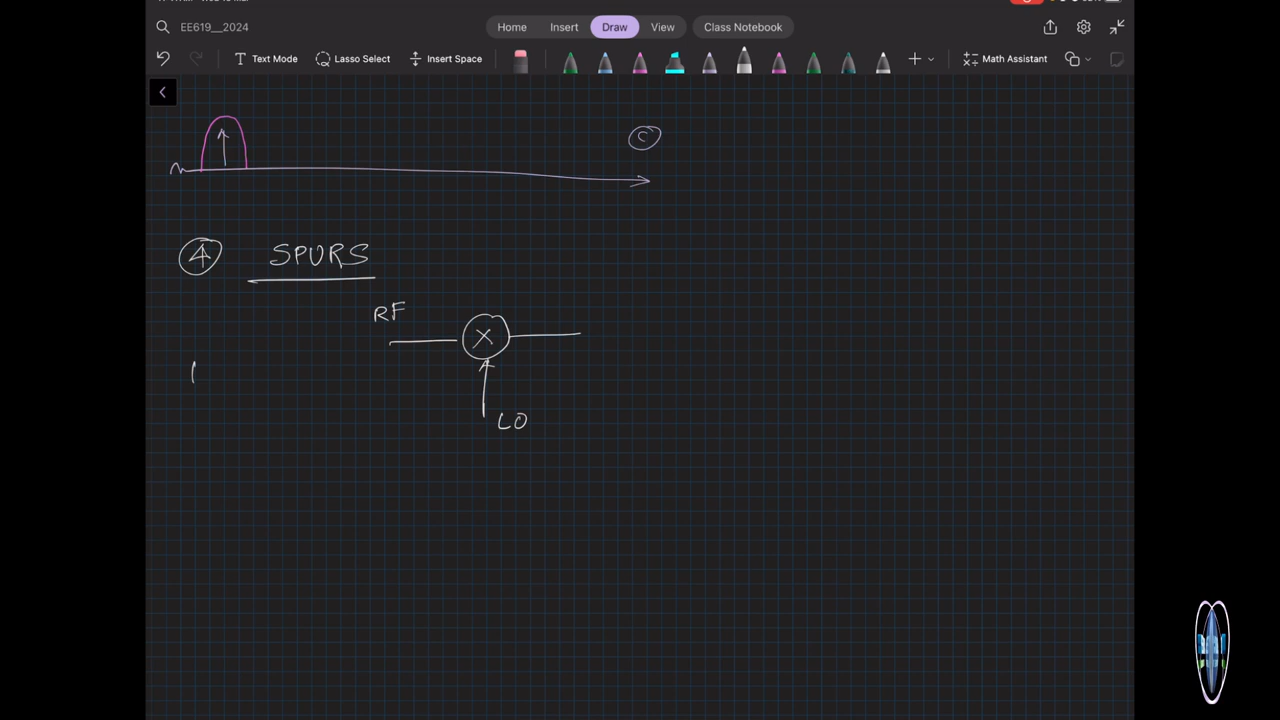 EE619__2024
Home Insert Draw View Class Notebook
Text Mode Lasso Select Insert Space Math Assistant
C
4 SPURS
RF
X
LO